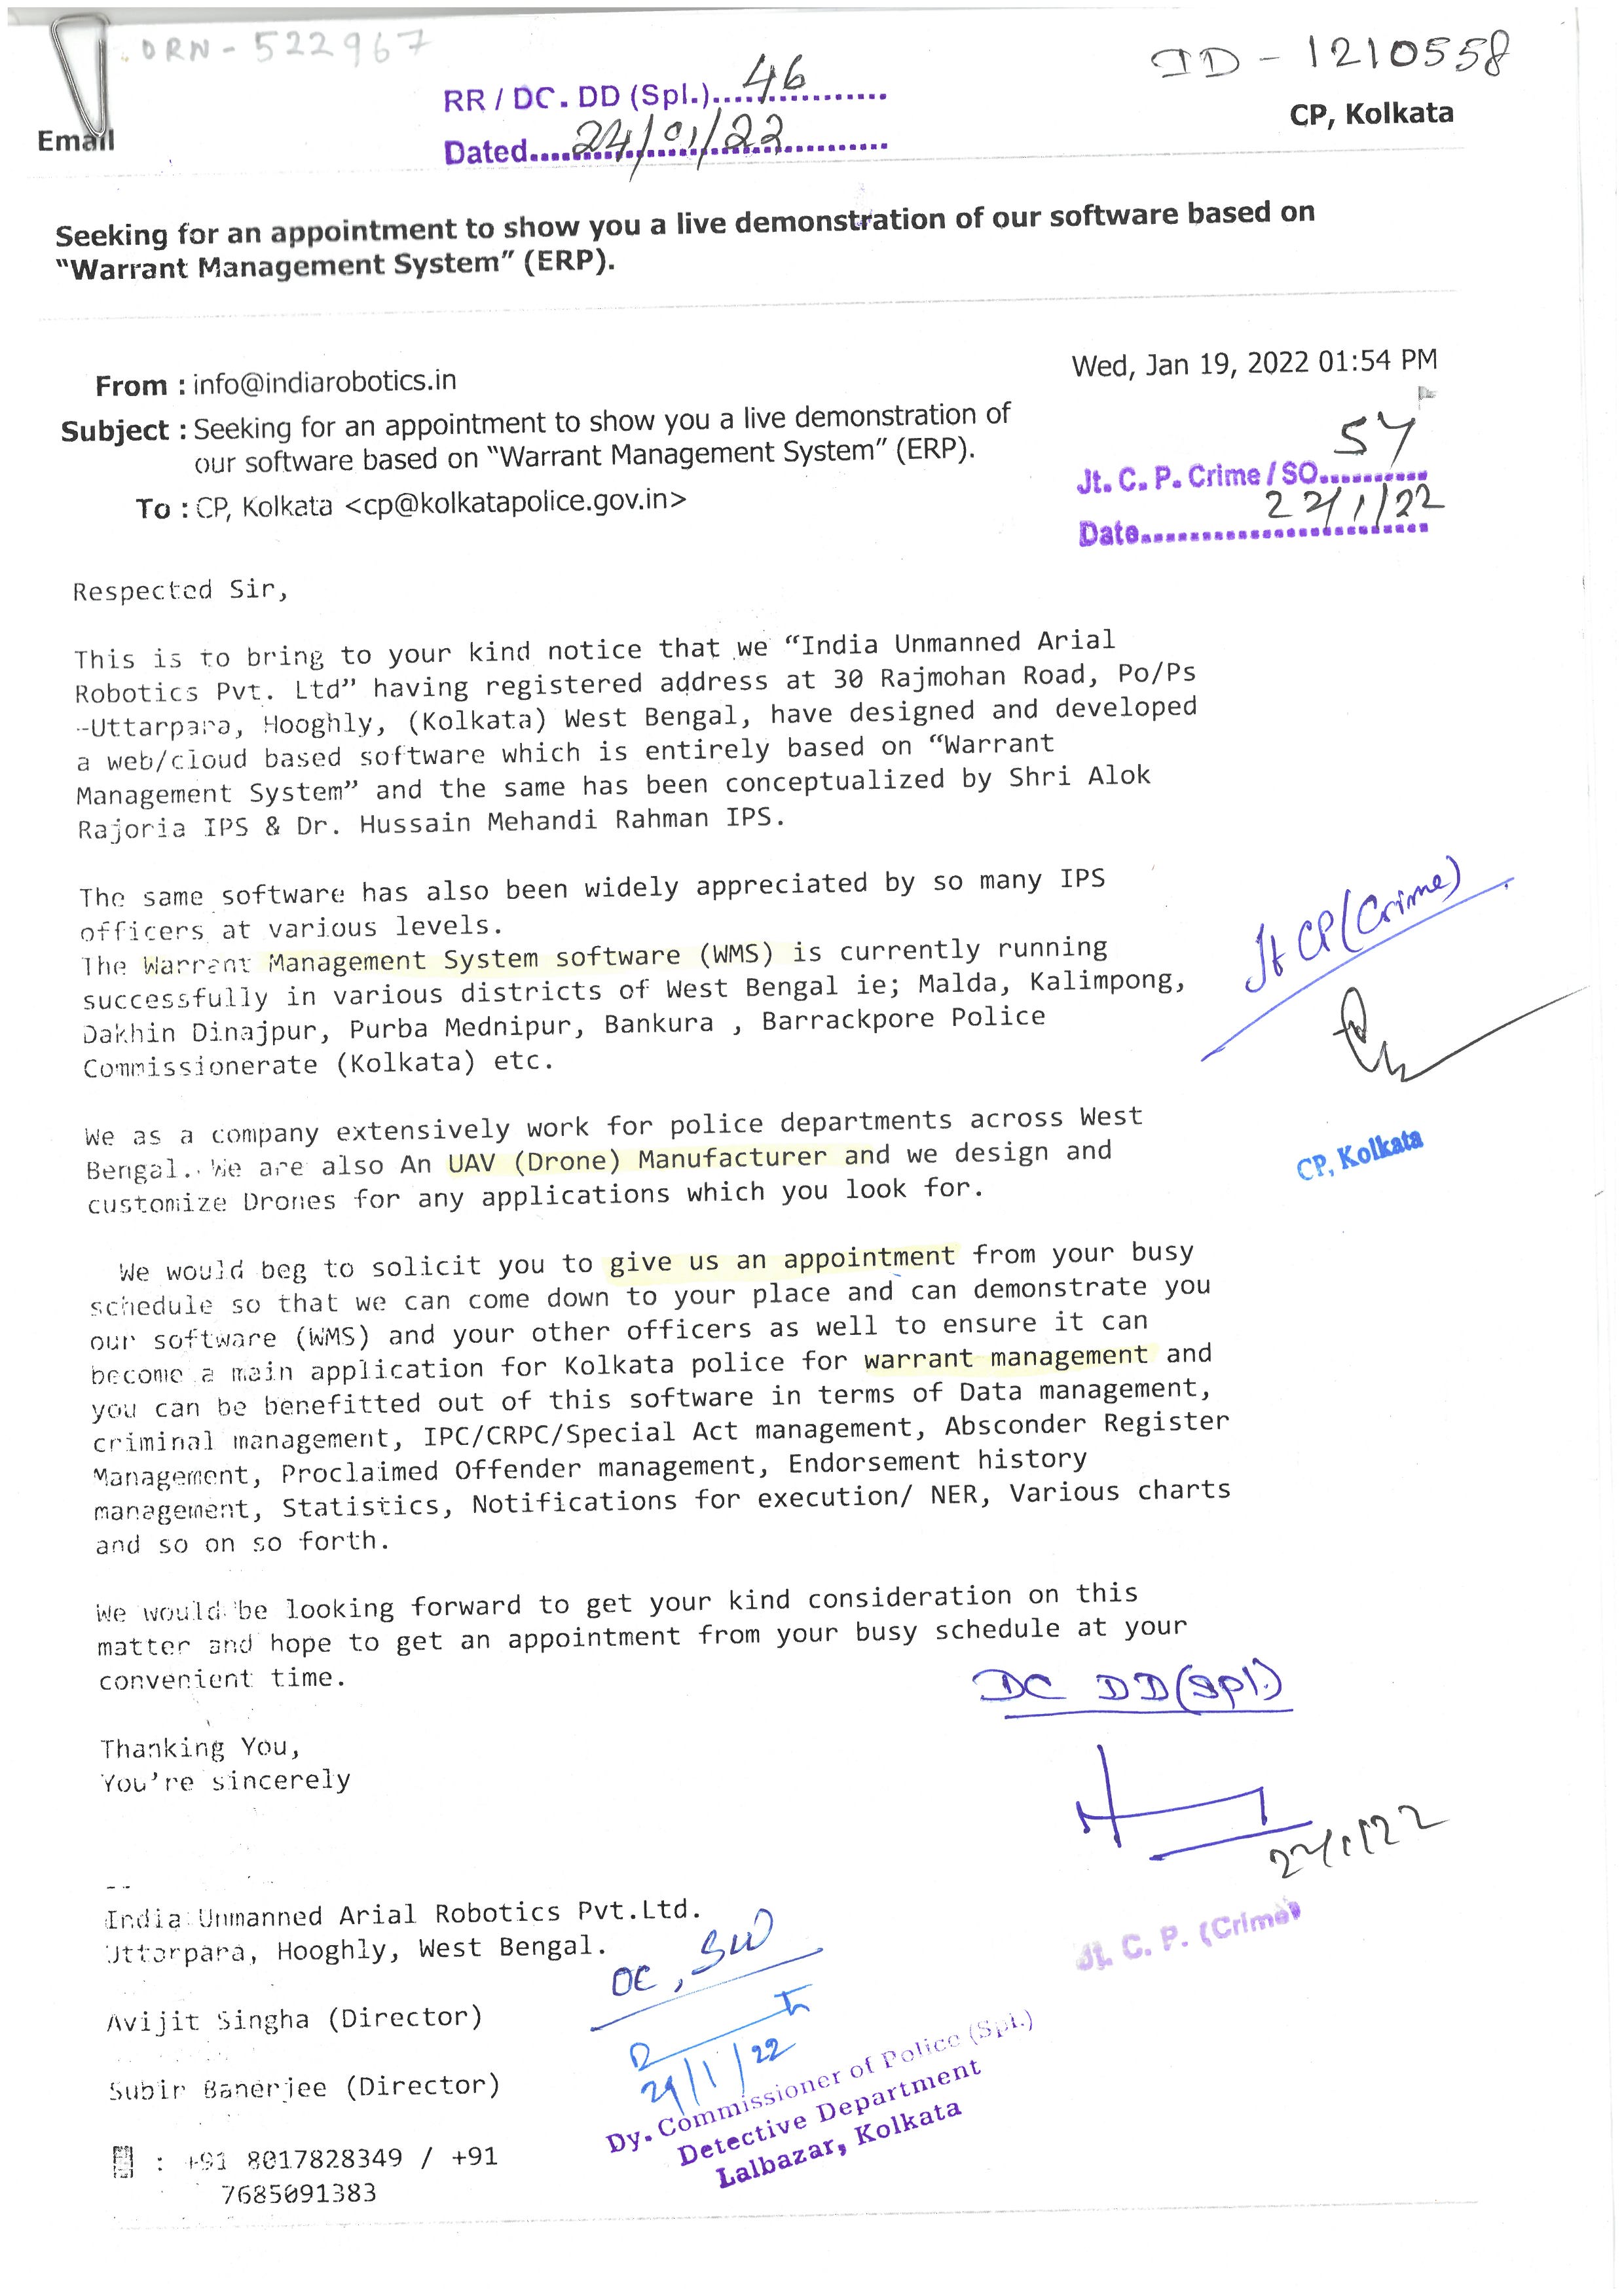 ORN - 522967
ID - 1210558
RR / DC. DD (Spl.)....46............
CP, Kolkata
Email
Dated....24/01/22............
Seeking for an appointment to show you a live demonstration of our software based on
“Warrant Management System” (ERP).
Wed, Jan 19, 2022 01:54 PM
From : info@indiarobotics.in
Subject : Seeking for an appointment to show you a live demonstration of
our software based on “Warrant Management System” (ERP).
To : CP, Kolkata <cp@kolkatapolice.gov.in>
57
Jt. C. P. Crime / SO...........
22/1/22
Date...........................
Respected Sir,
This is to bring to your kind notice that we “India Unmanned Arial
Robotics Pvt. Ltd” having registered address at 30 Rajmohan Road, Po/Ps
-Uttarpara, Hooghly, (Kolkata) West Bengal, have designed and developed
a web/cloud based software which is entirely based on “Warrant
Management System” and the same has been conceptualized by Shri Alok
Rajoria IPS & Dr. Hussain Mehandi Rahman IPS.
The same software has also been widely appreciated by so many IPS
officers at various levels.
The Warrant Management System software (WMS) is currently running
successfully in various districts of West Bengal ie; Malda, Kalimpong,
Dakhin Dinajpur, Purba Mednipur, Bankura , Barrackpore Police
Commissionerate (Kolkata) etc.
Jt CP (Crime)
We as a company extensively work for police departments across West
Bengal. We are also An UAV (Drone) Manufacturer and we design and
customize Drones for any applications which you look for.
CP, Kolkata
We would beg to solicit you to give us an appointment from your busy
schedule so that we can come down to your place and can demonstrate you
our software (WMS) and your other officers as well to ensure it can
become a main application for Kolkata police for warrant management and
you can be benefitted out of this software in terms of Data management,
criminal management, IPC/CRPC/Special Act management, Absconder Register
Management, Proclaimed Offender management, Endorsement history
management, Statistics, Notifications for execution/ NER, Various charts
and so on so forth.
We would be looking forward to get your kind consideration on this
matter and hope to get an appointment from your busy schedule at your
convenient time.
DC DD (Spl.)
Thanking You,
You’re sincerely
22/1/22
Jt. C. P. (Crime)
--
India Unmanned Arial Robotics Pvt.Ltd.
Uttarpara, Hooghly, West Bengal.
OC, SW
Avijit Singha (Director)
24/1/22
Subir Banerjee (Director)
Dy. Commissioner of Police (Spl.)
Detective Department
Lalbazar, Kolkata
: +91 8017828349 / +91
7685091383